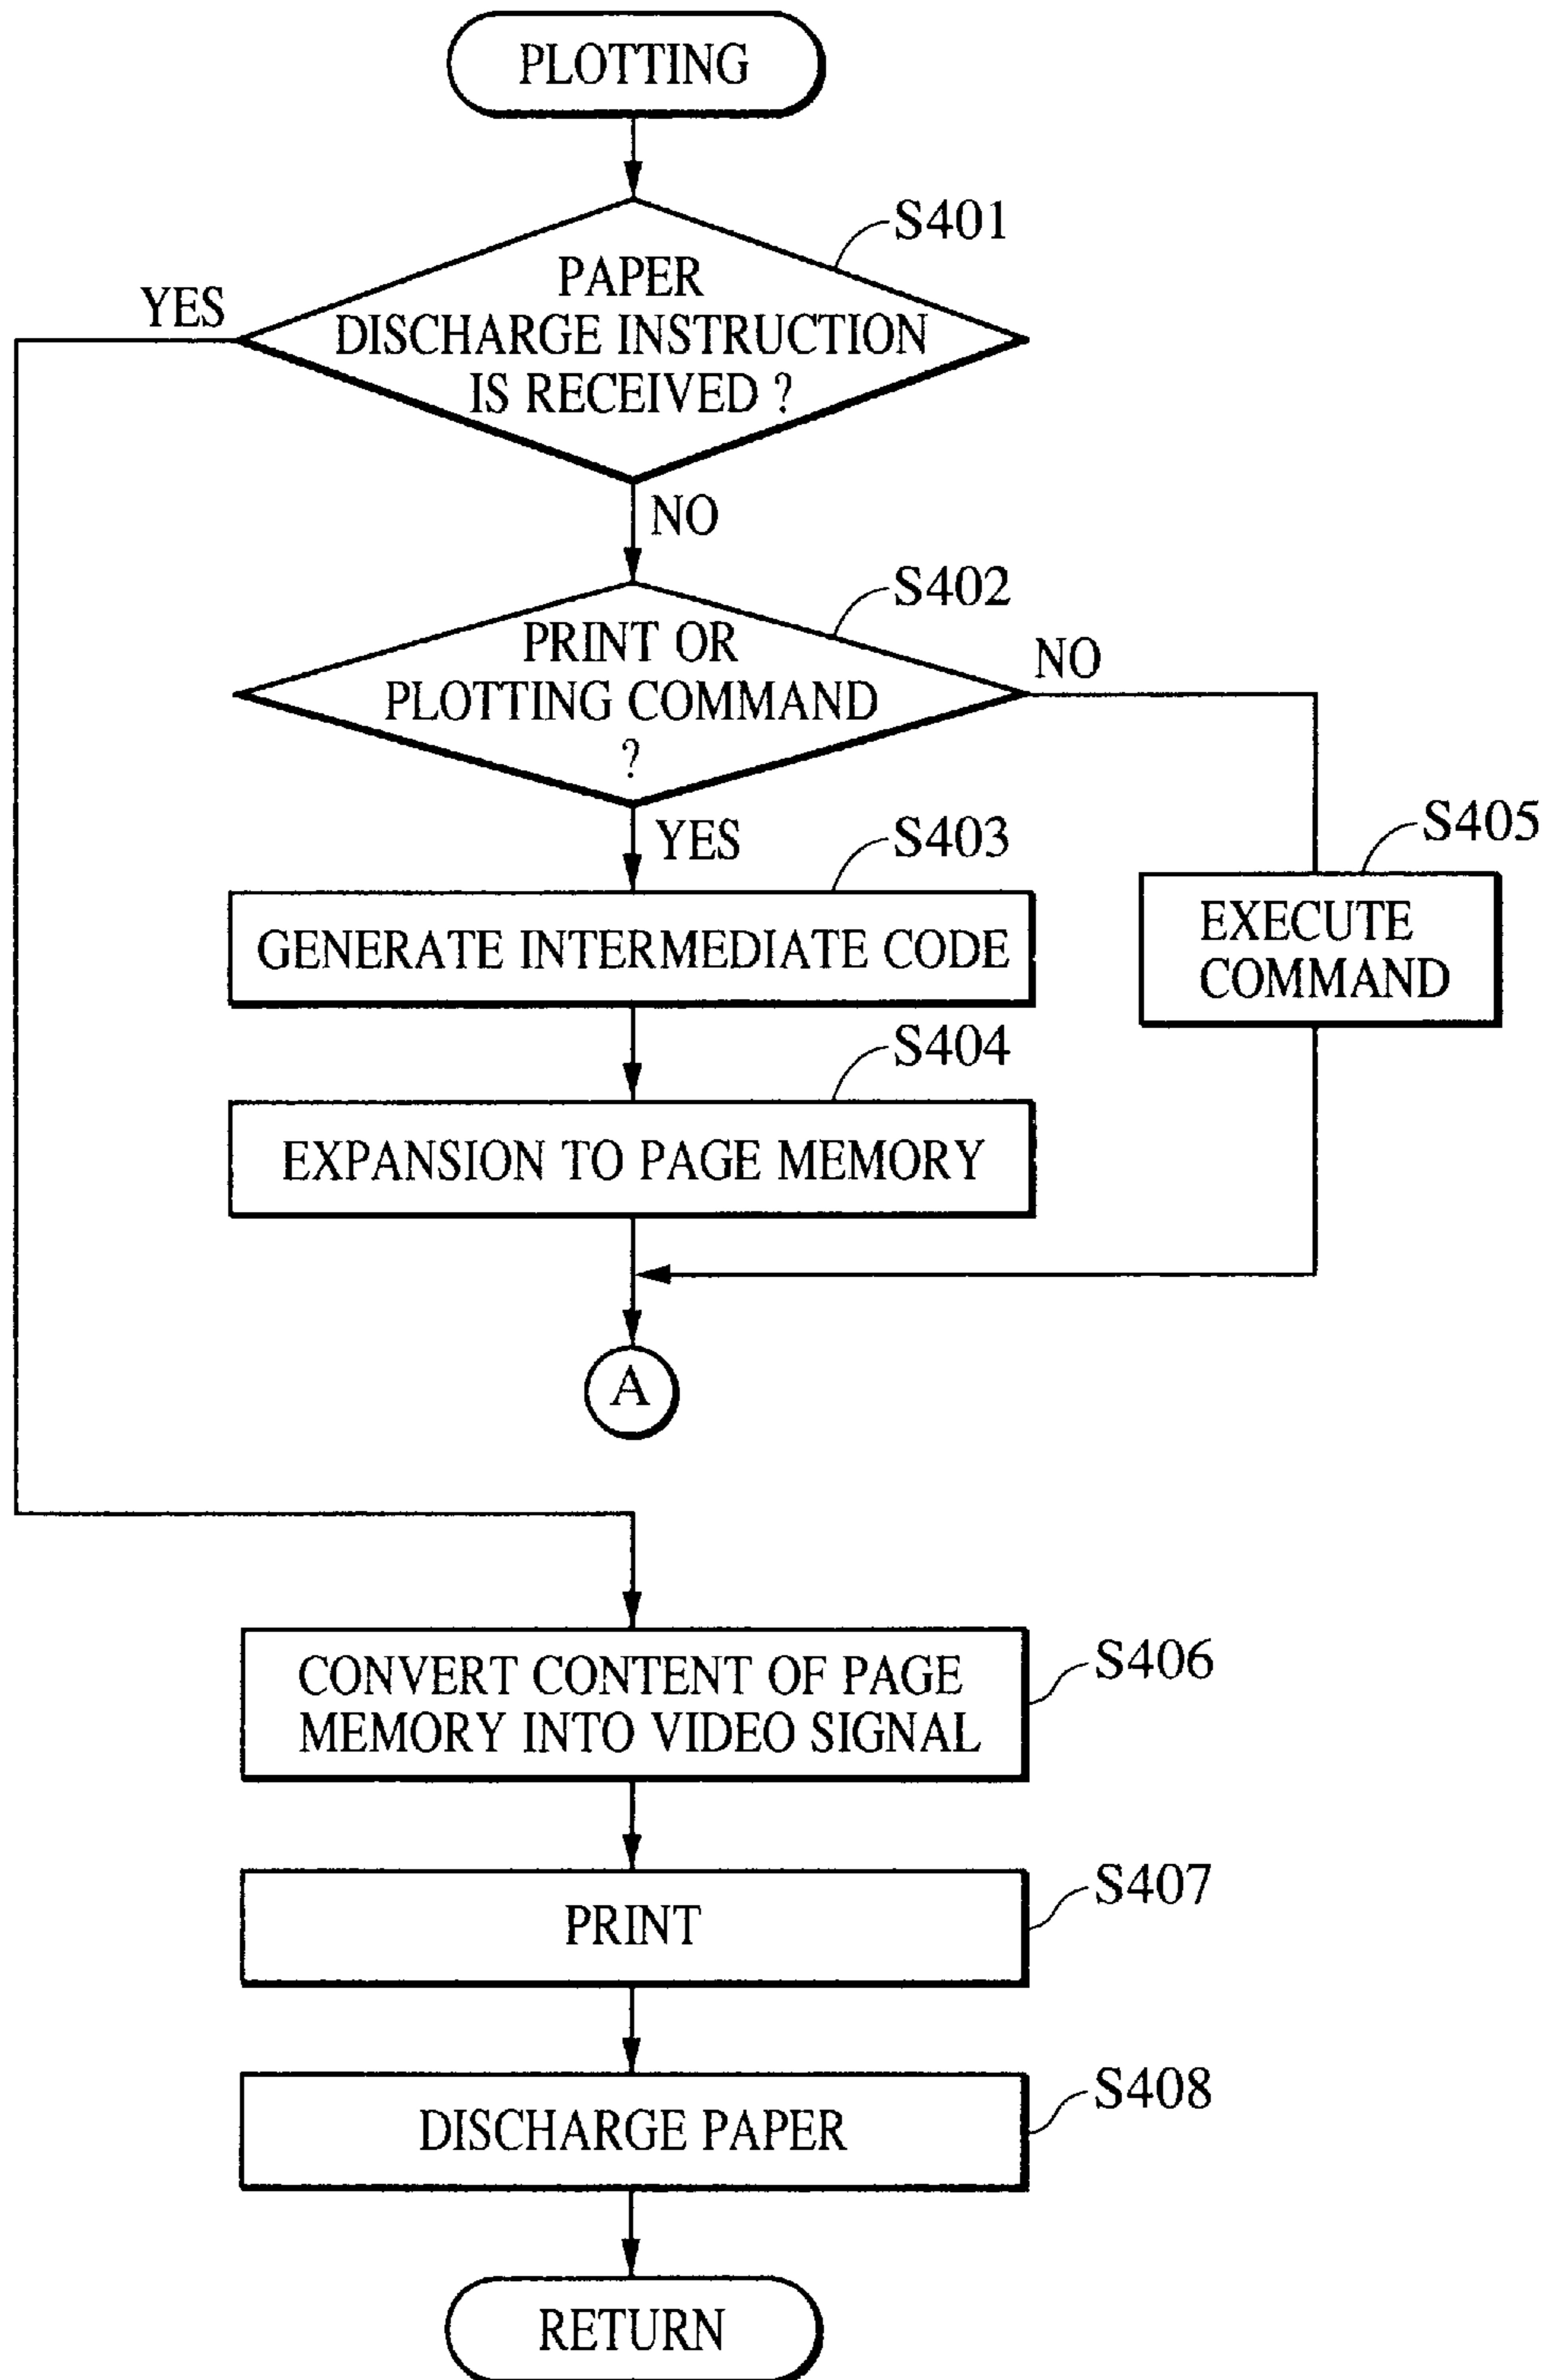 PLOTTING
S401
PAPER
DISCHARGE INSTRUCTION
IS RECEIVED ?
YES
NO
S402
PRINT OR
PLOTTING COMMAND
?
NO
YES
S403
GENERATE INTERMEDIATE CODE
S405
EXECUTE
COMMAND
S404
EXPANSION TO PAGE MEMORY
A
S406
CONVERT CONTENT OF PAGE
MEMORY INTO VIDEO SIGNAL
S407
PRINT
S408
DISCHARGE PAPER
RETURN